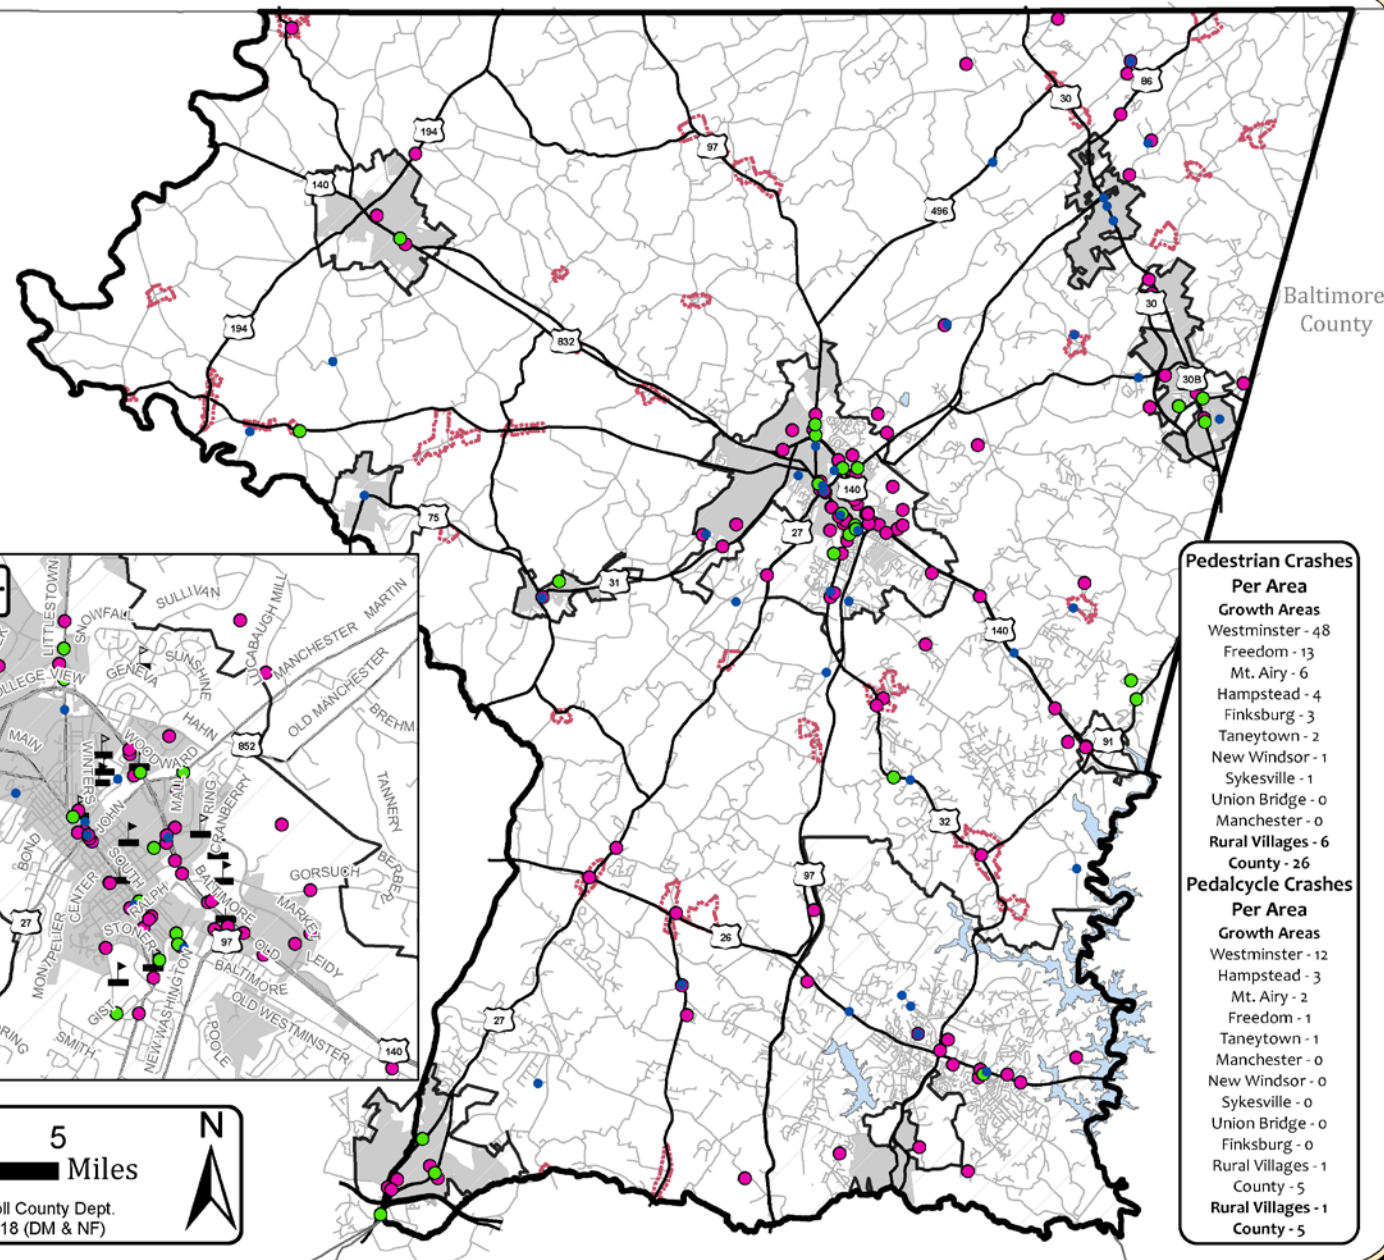 194
97
140
30
86
496
Baltimore
County
30
194
832
30B
140
75
27
31
140
91
32
97
26
27
LITTLESTOWN
SNOWFALL
SULLIVAN
MARTIN
MANCHESTER
GENEVA
SUNSHINE
OLD MANCHESTER
BREHM
HAHN
852
MAIN
WINTERS
WOODWARD
MALL
CRANBERRY
TANNERY
JOHN
BOND
SOUTH
CENTER
RALPH
BALTIMORE
GORSUCH
MARKET
LEIDY
27
MONTPELIER
STONER
97
OLD
BALTIMORE
OLD WESTMINSTER
GIST
NEW WASHINGTON
POOLE
SMITH
140
5
Miles
N
oll County Dept.
18 (DM & NF)
Pedestrian Crashes
Per Area
Growth Areas
Westminster - 48
Freedom - 13
Mt. Airy - 6
Hampstead - 4
Finksburg - 3
Taneytown - 2
New Windsor - 1
Sykesville - 1
Union Bridge - 0
Manchester - 0
Rural Villages - 6
County - 26
Pedalcycle Crashes
Per Area
Growth Areas
Westminster - 12
Hampstead - 3
Mt. Airy - 2
Freedom - 1
Taneytown - 1
Manchester - 0
New Windsor - 0
Sykesville - 0
Union Bridge - 0
Finksburg - 0
Rural Villages - 1
County - 5
Rural Villages - 1
County - 5